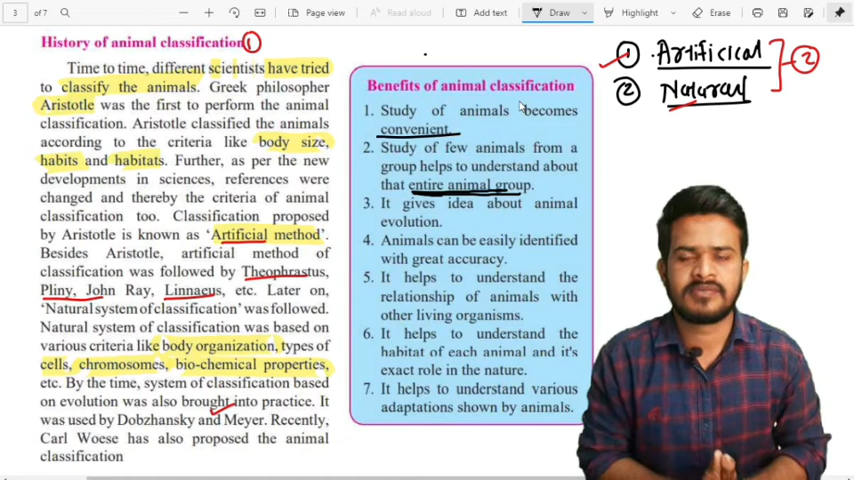 3 of 7
Page view
Read aloud
Add text
Draw
Highlight
Erase
History of animal classification 1
Time to time, different scientists have tried
to classify the animals. Greek philosopher
Aristotle was the first to perform the animal
classification. Aristotle classified the animals
according to the criteria like body size,
habits and habitats. Further, as per the new
developments in sciences, references were
changed and thereby the criteria of animal
classification too. Classification proposed
by Aristotle is known as ‘Artificial method’.
Besides Aristotle, artificial method of
classification was followed by Theophrastus,
Pliny, John Ray, Linnaeus, etc. Later on,
‘Natural system of classification’ was followed.
Natural system of classification was based on
various criteria like body organization, types of
cells, chromosomes, bio-chemical properties,
etc. By the time, system of classification based
on evolution was also brought into practice. It
was used by Dobzhansky and Meyer. Recently,
Carl Woese has also proposed the animal
classification
Benefits of animal classification
1. Study of animals becomes
convenient.
2. Study of few animals from a
group helps to understand about
that entire animal group.
3. It gives idea about animal
evolution.
4. Animals can be easily identified
with great accuracy.
5. It helps to understand the
relationship of animals with
other living organisms.
6. It helps to understand the
habitat of each animal and it's
exact role in the nature.
7. It helps to understand various
adaptations shown by animals.
1 Artificical
2 Natural
2